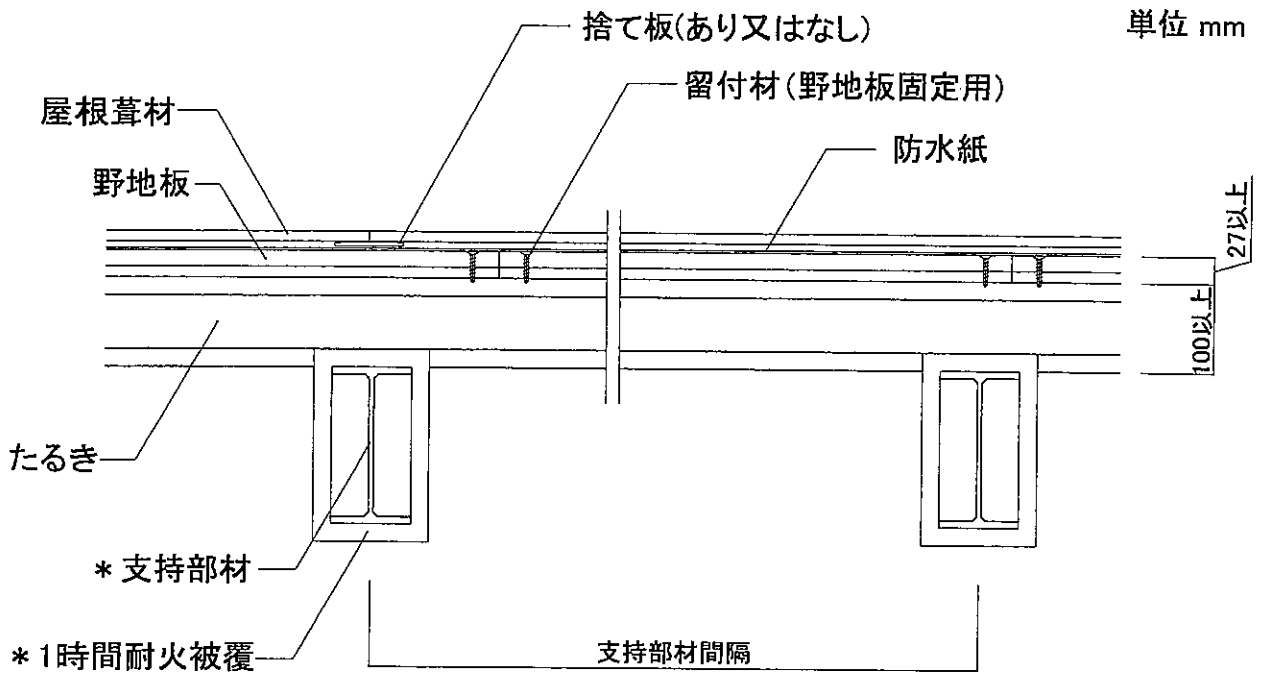 捨て板(あり又はなし)
単位 mm
留付材(野地板固定用)
屋根葺材
防水紙
野地板
27以上
100以上
たるき
*支持部材
*1時間耐火被覆
支持部材間隔